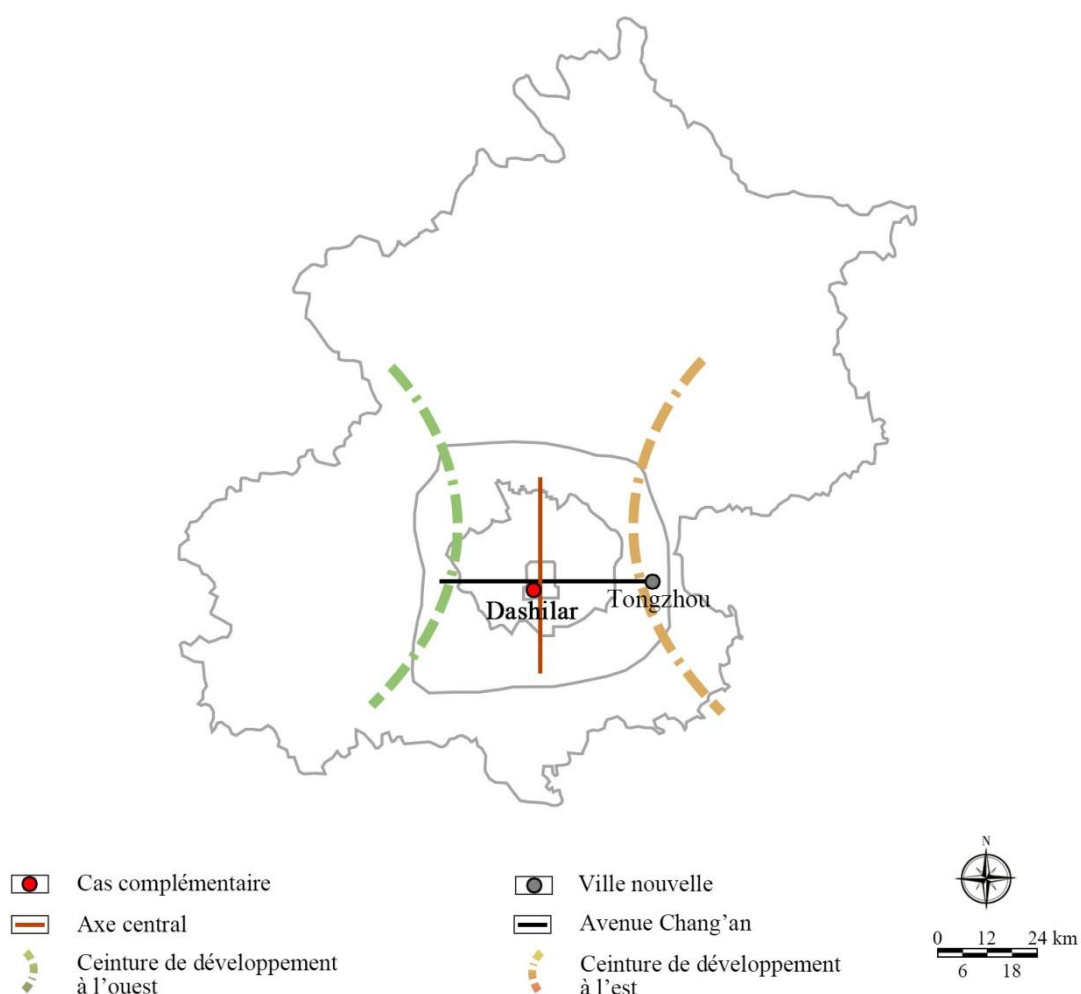 Dashilar
Tongzhou
Cas complémentaire
Ville nouvelle
Axe central
Avenue Chang’an
Ceinture de développement
à l’ouest
Ceinture de développement
à l’est
N
0 12 24 km
6 18